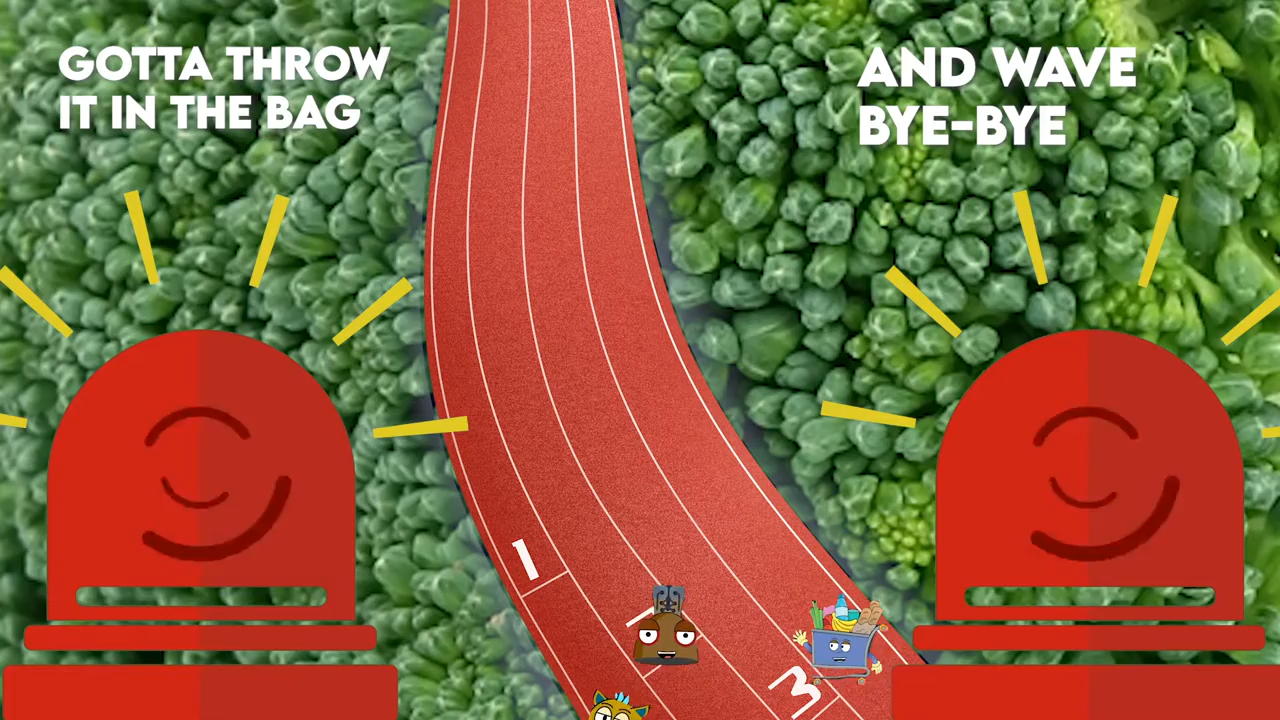 GOTTA THROW
IT IN THE BAG
AND WAVE
BYE-BYE
1
3